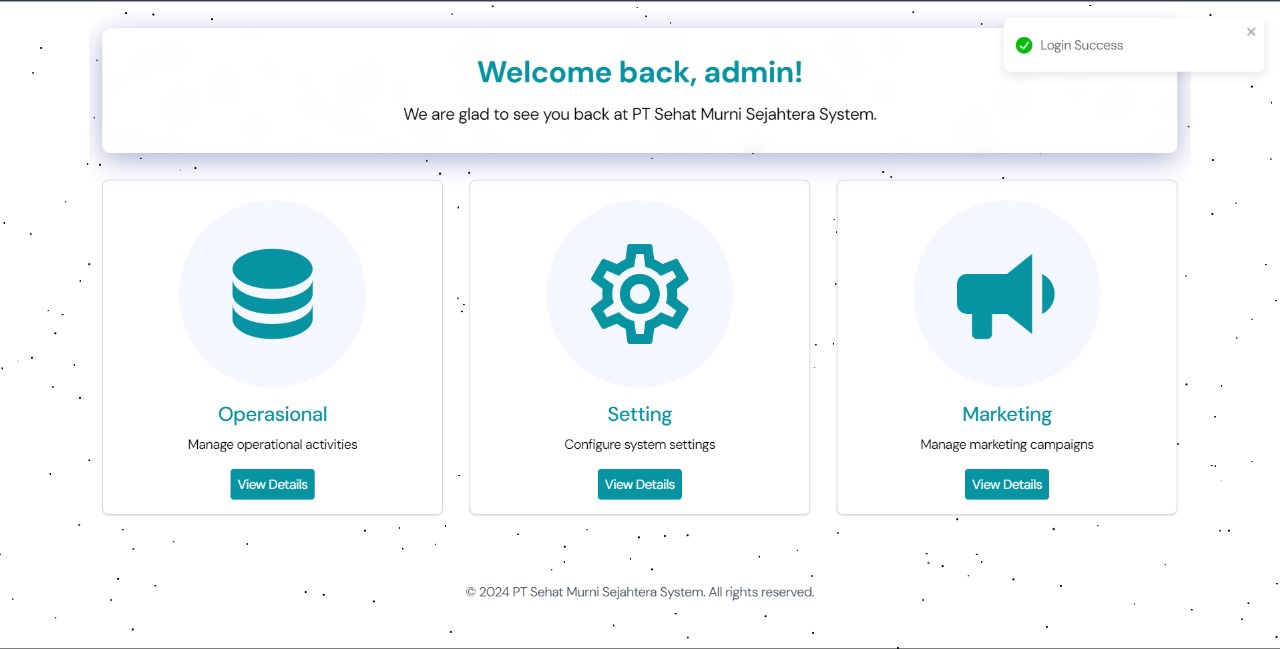 Login Success
Welcome back, admin!
We are glad to see you back at PT Sehat Murni Sejahtera System.
Operasional
Manage operational activities
View Details
Setting
Configure system settings
View Details
Marketing
Manage marketing campaigns
View Details
© 2024 PT Sehat Murni Sejahtera System. All rights reserved.